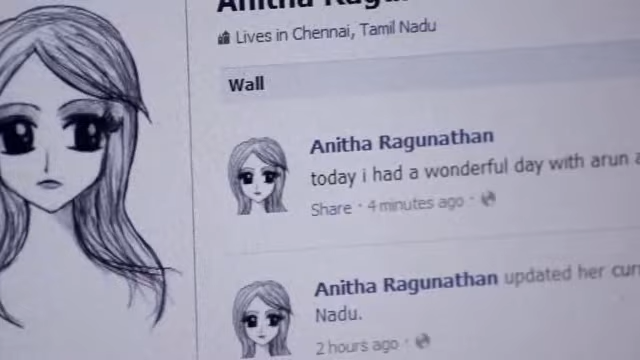 Anitha
Lives in Chennai, Tamil Nadu
Wall
Anitha Ragunathan
today i had a wonderful day with arun
Share · 4 minutes ago ·
Anitha Ragunathan updated her
Nadu.
2 hours ago ·